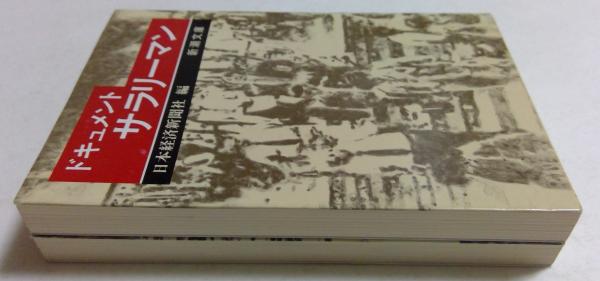 ドキュメント
サラリーマン
日本経済新聞社 編
新潮文庫